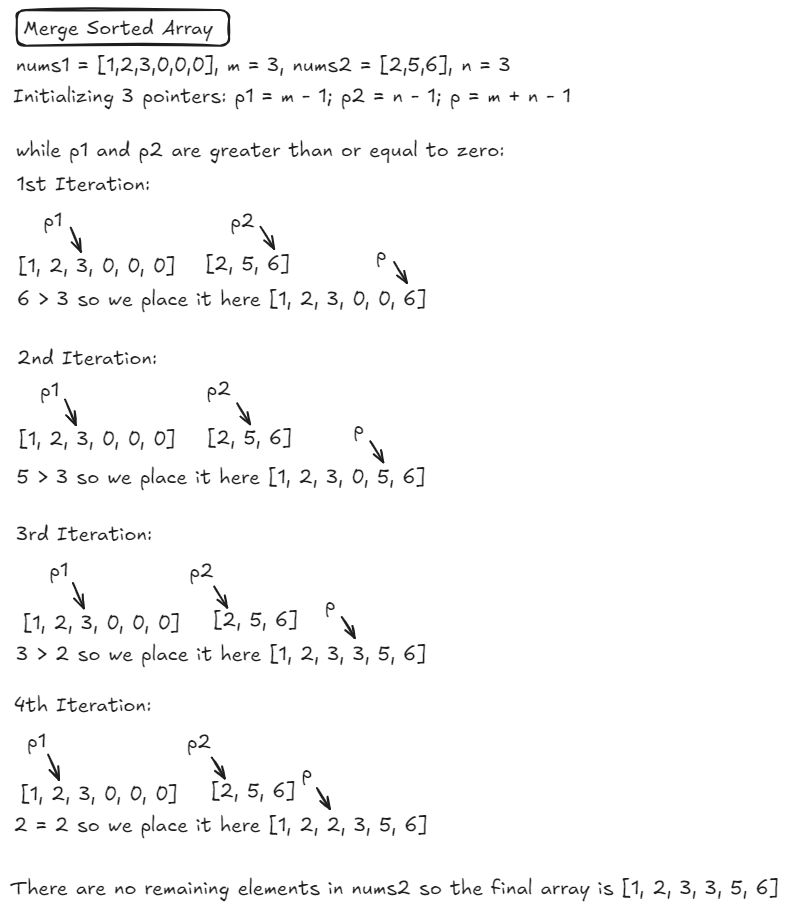 Merge Sorted Array
nums1 = [1,2,3,0,0,0], m = 3, nums2 = [2,5,6], n = 3
Initializing 3 pointers: p1 = m - 1; p2 = n - 1; p = m + n - 1
while p1 and p2 are greater than or equal to zero:
1st Iteration:
p1 p2
[1, 2, 3, 0, 0, 0] [2, 5, 6] p
6 > 3 so we place it here [1, 2, 3, 0, 0, 6]
2nd Iteration:
p1 p2
[1, 2, 3, 0, 0, 0] [2, 5, 6] p
5 > 3 so we place it here [1, 2, 3, 0, 5, 6]
3rd Iteration:
p1 p2
[1, 2, 3, 0, 0, 0] [2, 5, 6] p
3 > 2 so we place it here [1, 2, 3, 3, 5, 6]
4th Iteration:
p1 p2
[1, 2, 3, 0, 0, 0] [2, 5, 6] p
2 = 2 so we place it here [1, 2, 2, 3, 5, 6]
There are no remaining elements in nums2 so the final array is [1, 2, 3, 3, 5, 6]